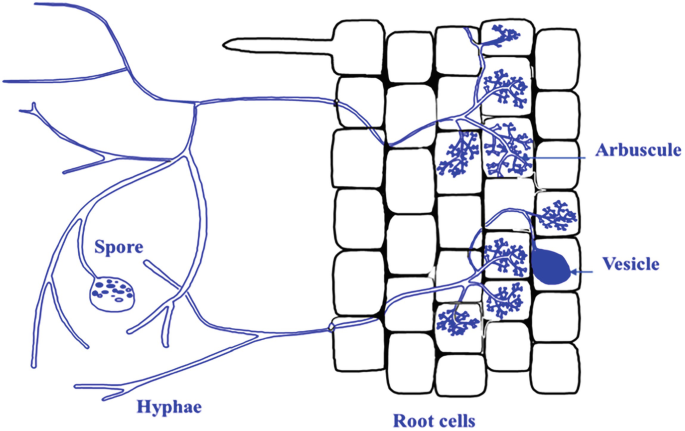 Arbuscule
Spore
Vesicle
Hyphae
Root cells